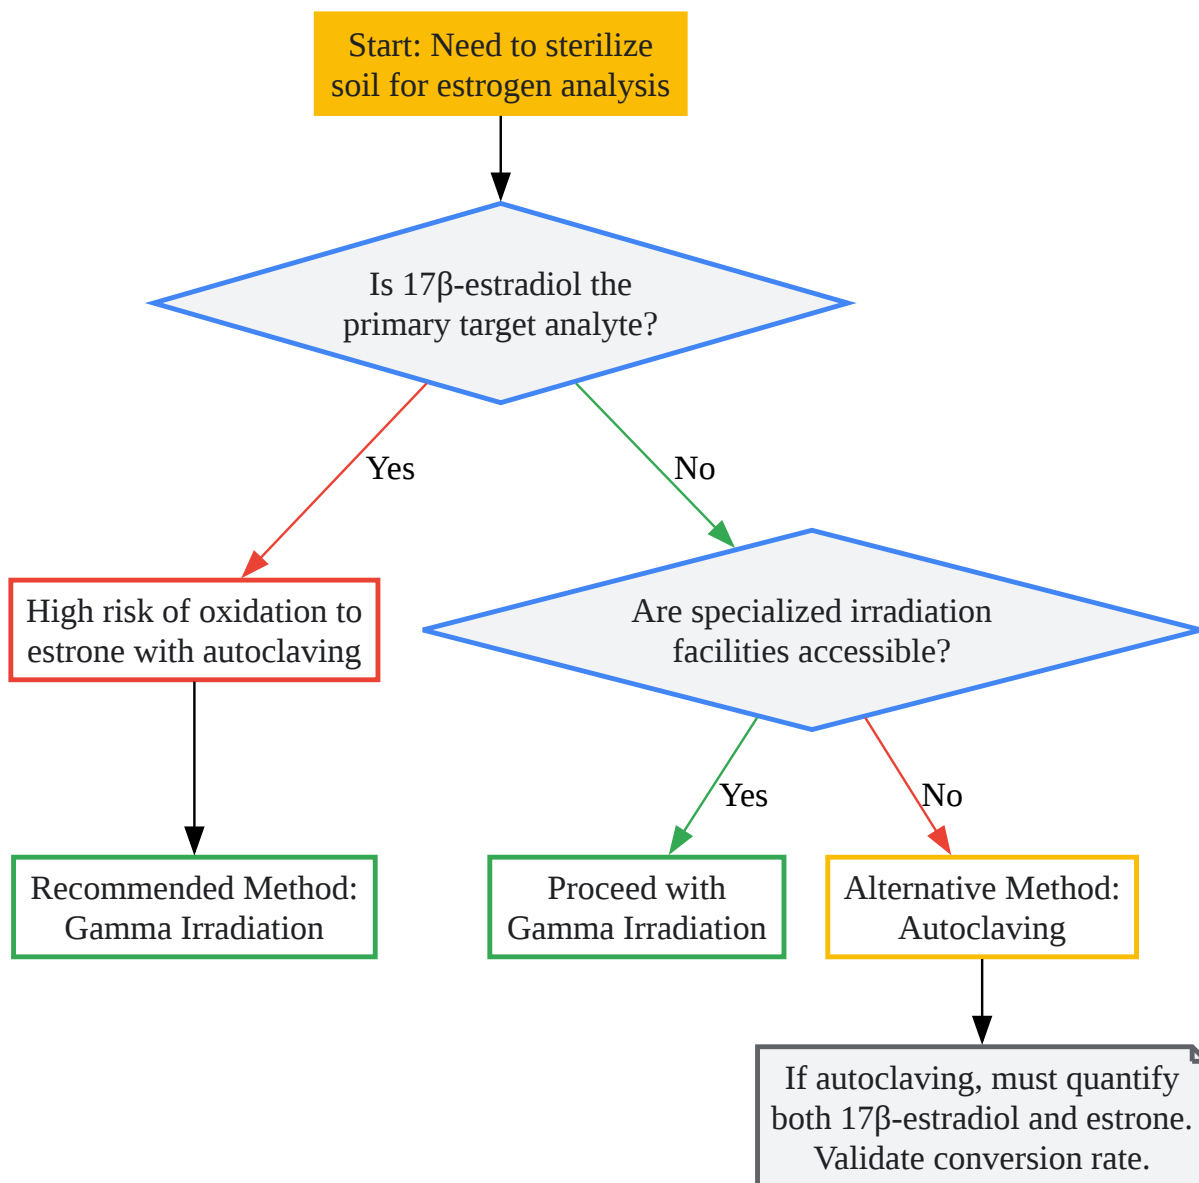 Start: Need to sterilize
soil for estrogen analysis
Is 17β-estradiol the
primary target analyte?
Yes
No
High risk of oxidation to
estrone with autoclaving
Are specialized irradiation
facilities accessible?
Yes
No
Recommended Method:
Gamma Irradiation
Proceed with
Gamma Irradiation
Alternative Method:
Autoclaving
If autoclaving, must quantify
both 17β-estradiol and estrone.
Validate conversion rate.